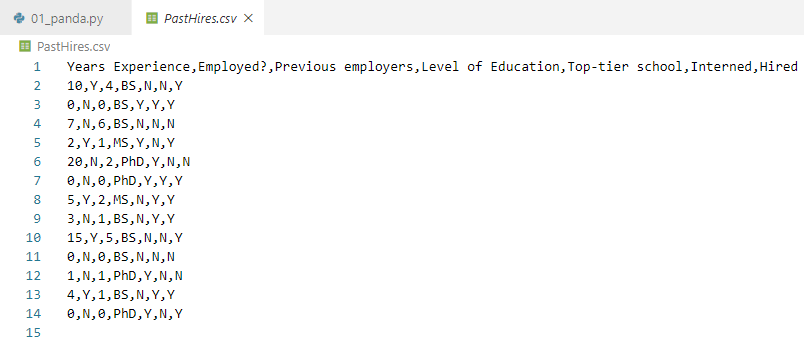 01_panda.py PastHires.csv ×
PastHires.csv
1 Years Experience,Employed?,Previous employers,Level of Education,Top-tier school,Interned,Hired
2 10,Y,4,BS,N,N,Y
3 0,N,0,BS,Y,Y,Y
4 7,N,6,BS,N,N,N
5 2,Y,1,MS,Y,N,Y
6 20,N,2,PhD,Y,N,N
7 0,N,0,PhD,Y,Y,Y
8 5,Y,2,MS,N,Y,Y
9 3,N,1,BS,N,Y,Y
10 15,Y,5,BS,N,N,Y
11 0,N,0,BS,N,N,N
12 1,N,1,PhD,Y,N,N
13 4,Y,1,BS,N,Y,Y
14 0,N,0,PhD,Y,N,Y
15